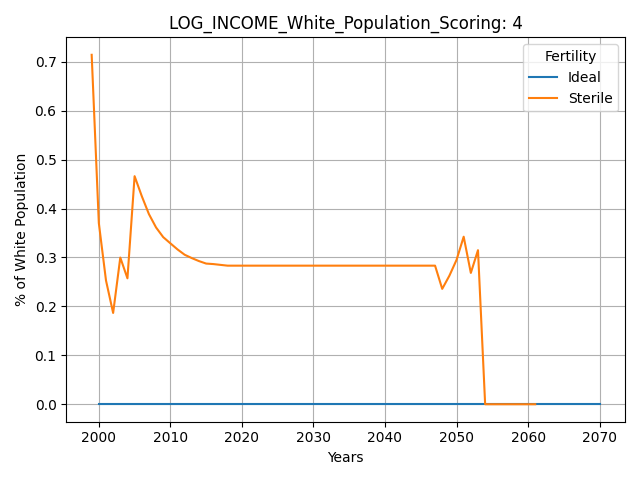 LOG_INCOME_White_Population_Scoring: 4
Fertility
Ideal
Sterile
% of White Population
0.7
0.6
0.5
0.4
0.3
0.2
0.1
0.0
2000 2010 2020 2030 2040 2050 2060 2070
Years